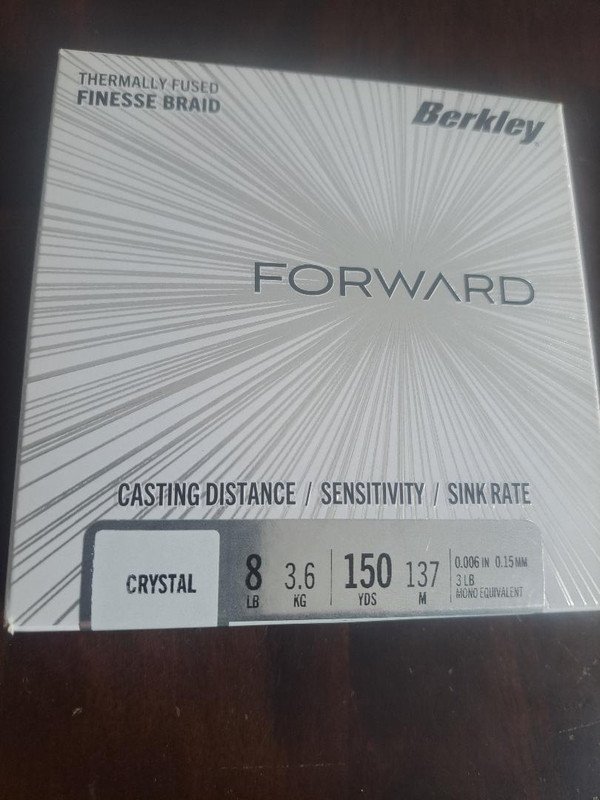 THERMALLY FUSED
FINESSE BRAID
Berkley
FORWARD
CASTING DISTANCE / SENSITIVITY / SINK RATE
CRYSTAL
8 LB
3.6 KG
150 YDS
137 M
0.006 IN 0.15 MM
3 LB
MONO EQUIVALENT